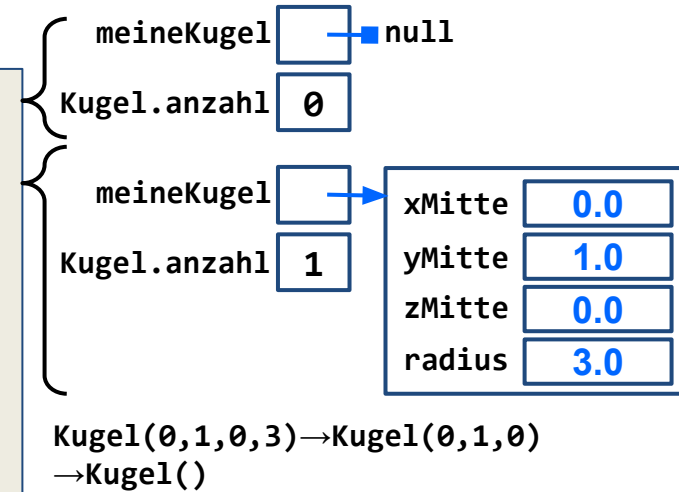 meineKugel null
Kugel.anzahl 0
meineKugel
Kugel.anzahl 1
xMitte 0.0
yMitte 1.0
zMitte 0.0
radius 3.0
Kugel(0,1,0,3)→Kugel(0,1,0)
→Kugel()